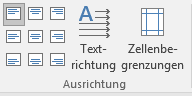 Text-
richtung
Zellenbe-
grenzungen
Ausrichtung